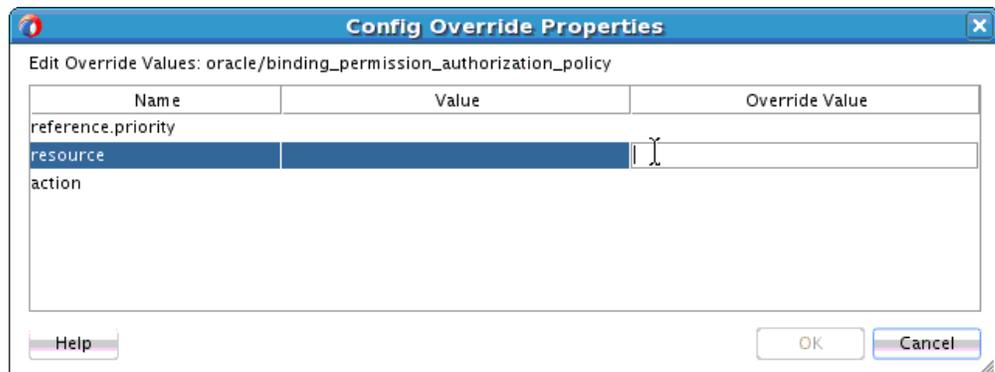 Config Override Properties
Edit Override Values: oracle/binding_permission_authorization_policy
Name Value Override Value
reference.priority
resource
action
Help OK Cancel